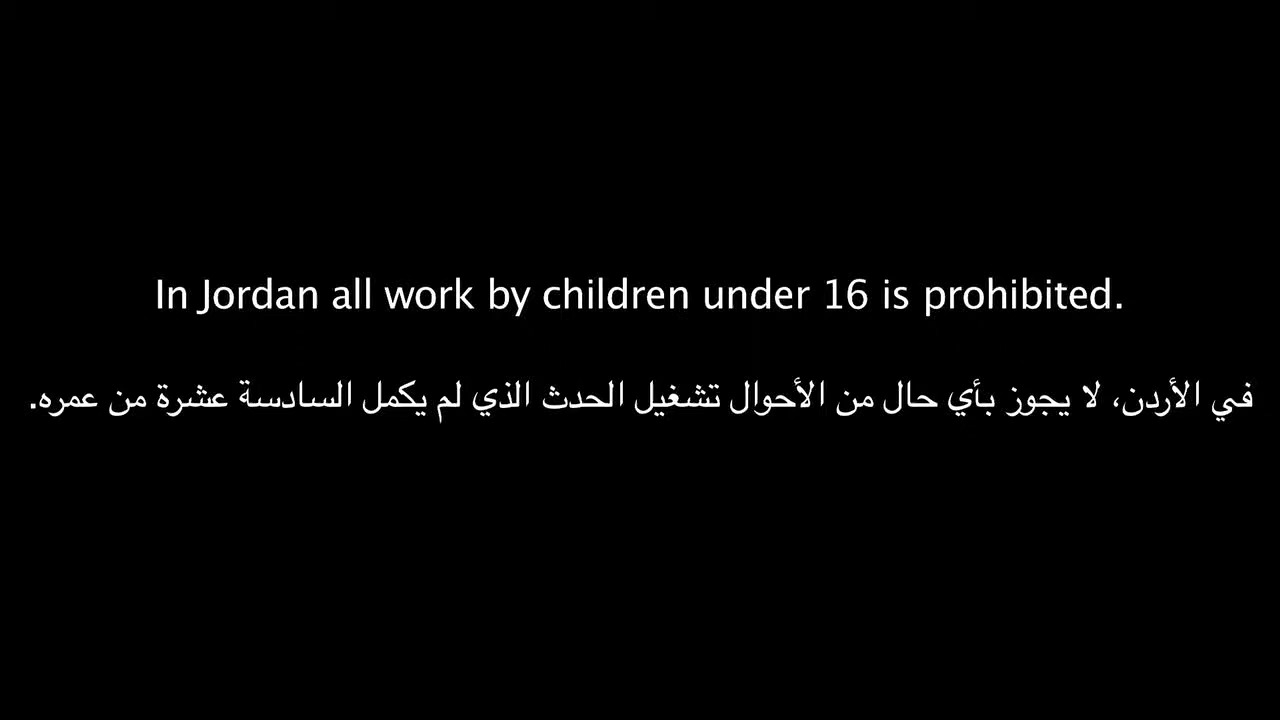 In Jordan all work by children under 16 is prohibited.
في الأردن، لا يجوز بأي حال من الأحوال تشغيل الحدث الذي لم يكمل السادسة عشرة من عمره.